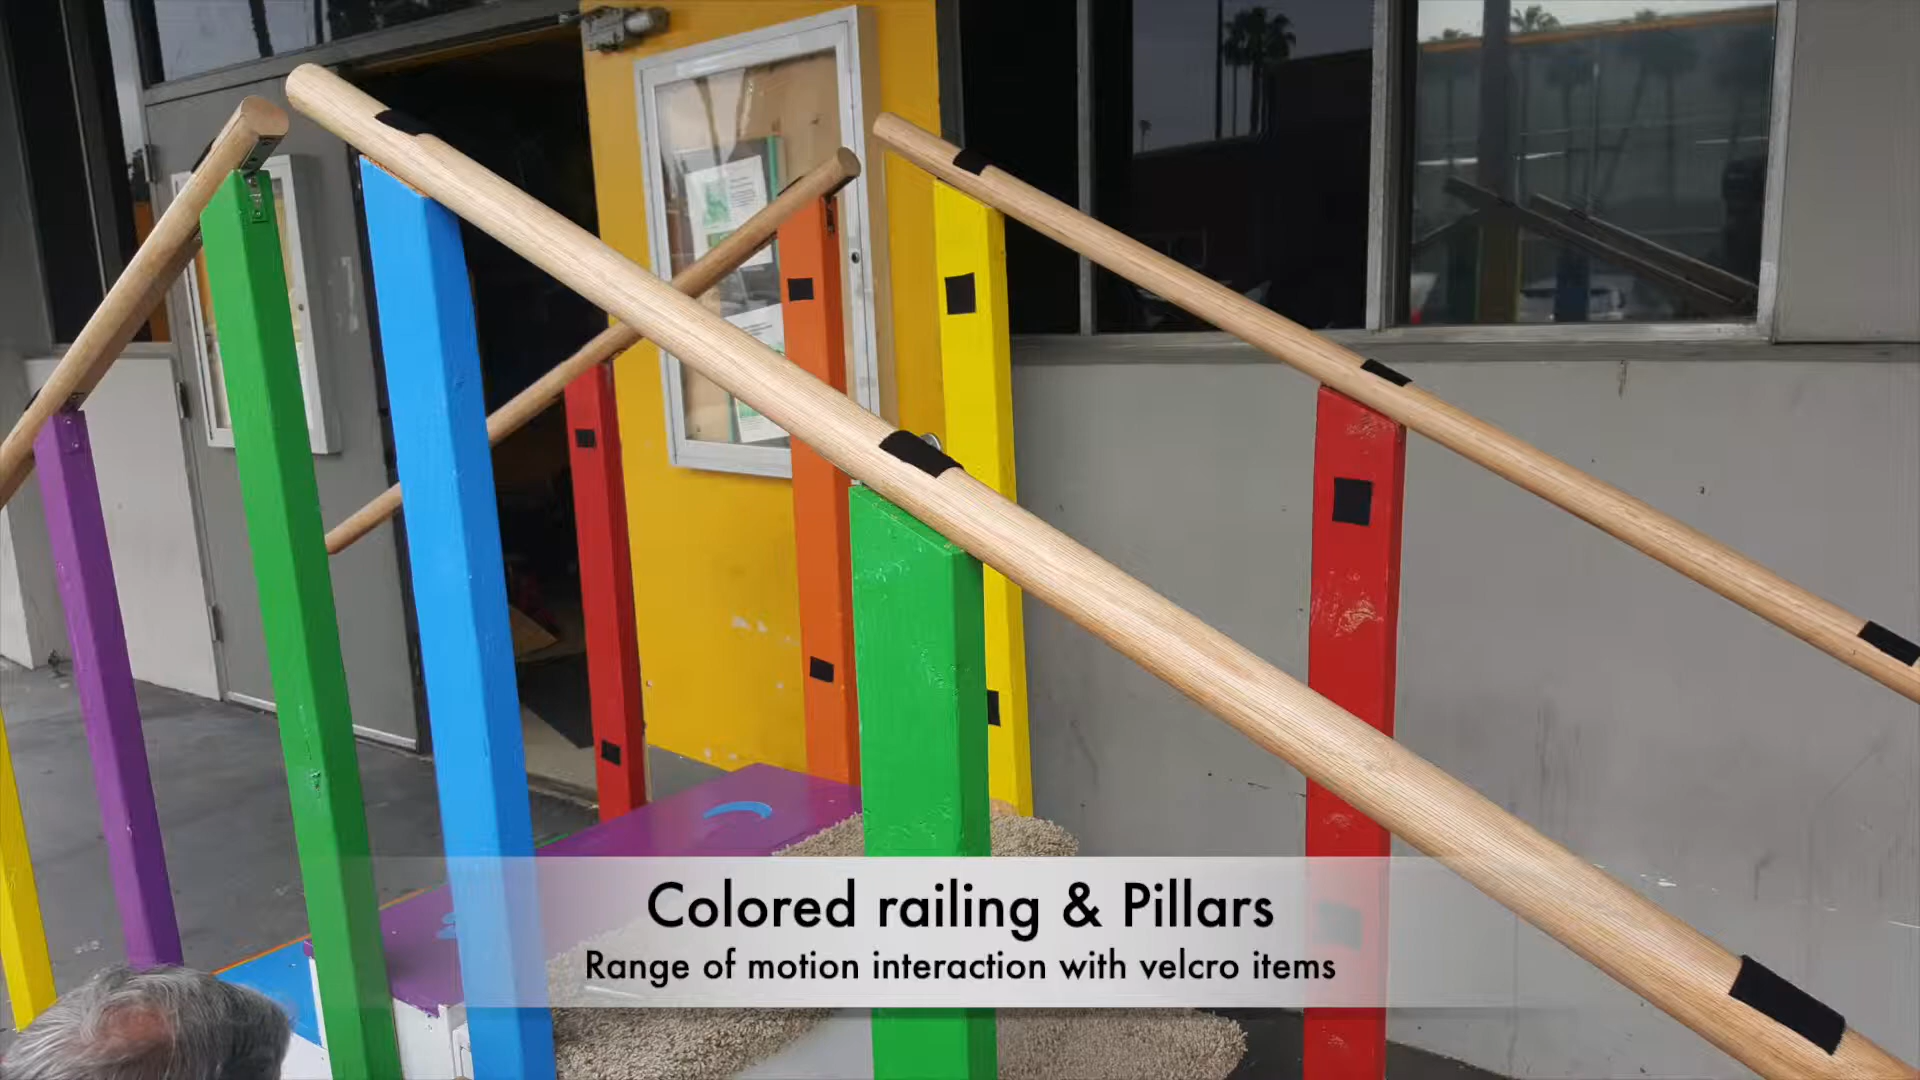 Colored railing & Pillars
Range of motion interaction with velcro items